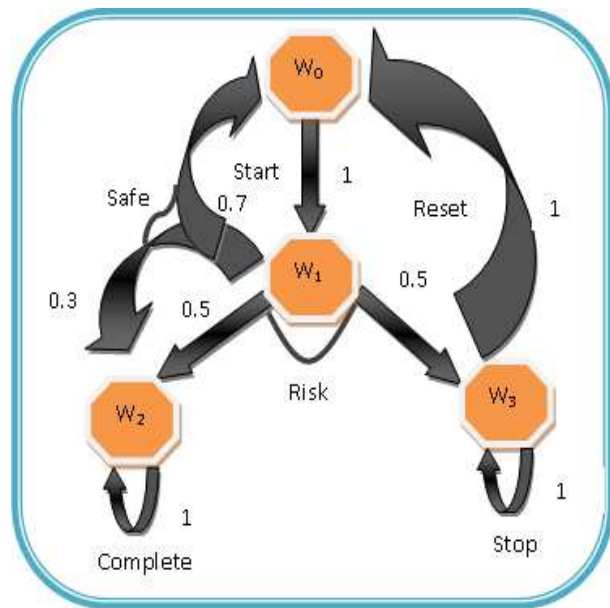 W₀
Start
1
Safe
0.7
Reset
1
W₁
0.3
0.5
0.5
Risk
W₂
W₃
1
1
Complete
Stop